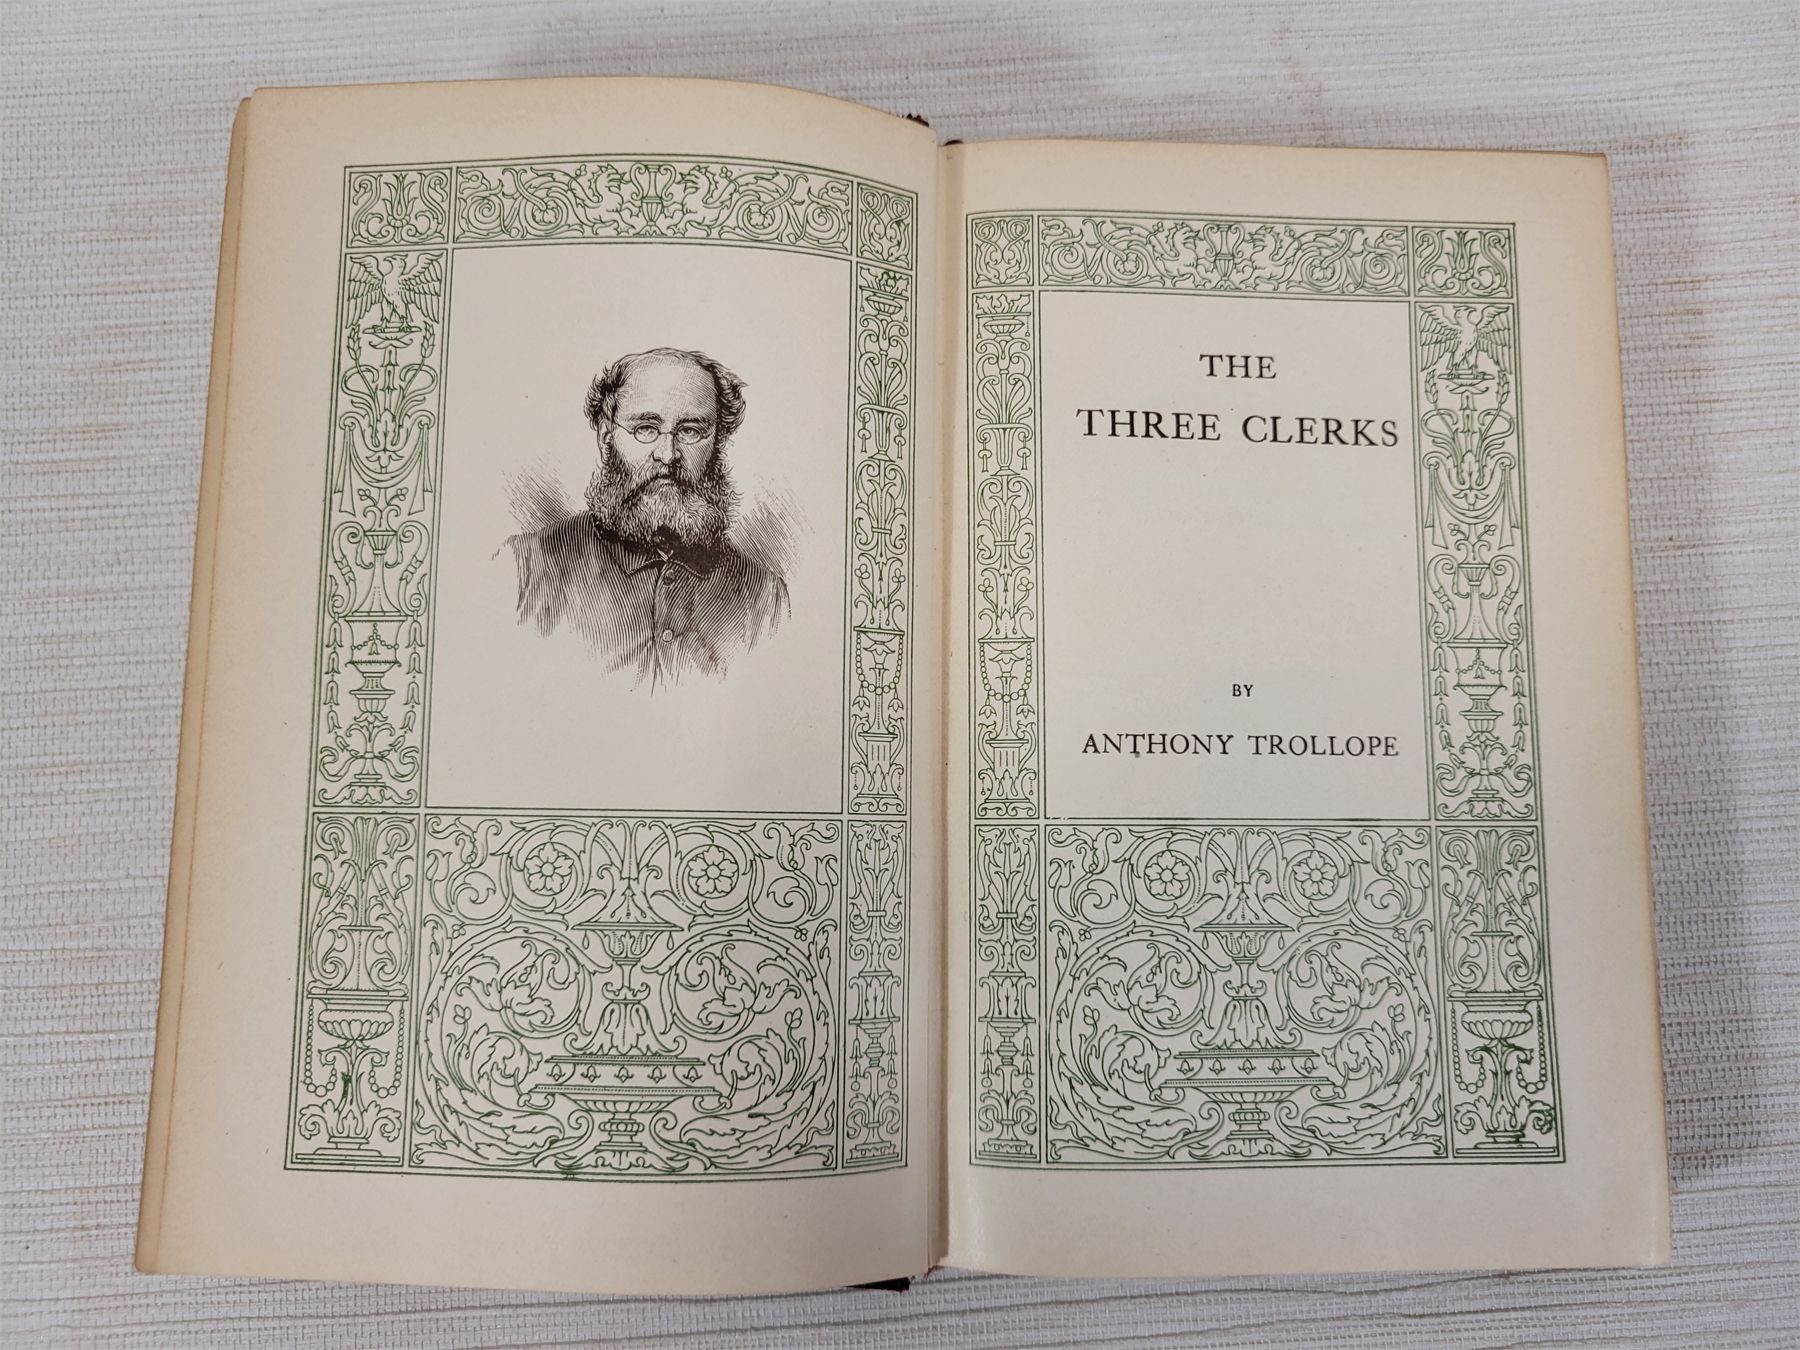 THE
THREE CLERKS
BY
ANTHONY TROLLOPE